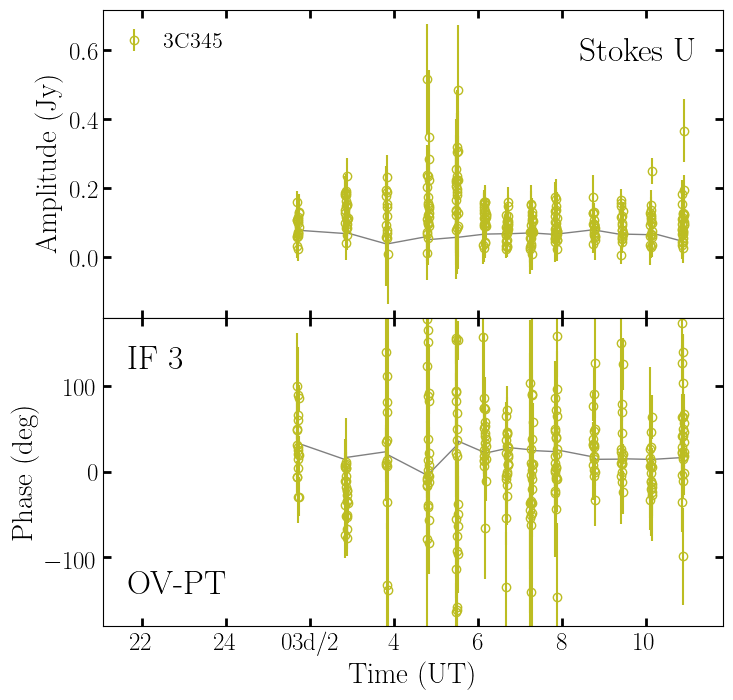 3C345
Stokes U
0.6
0.4
0.2
0.0
Amplitude (Jy)
IF 3
100
0
−100
Phase (deg)
OV-PT
22 24 03d/2 4 6 8 10
Time (UT)